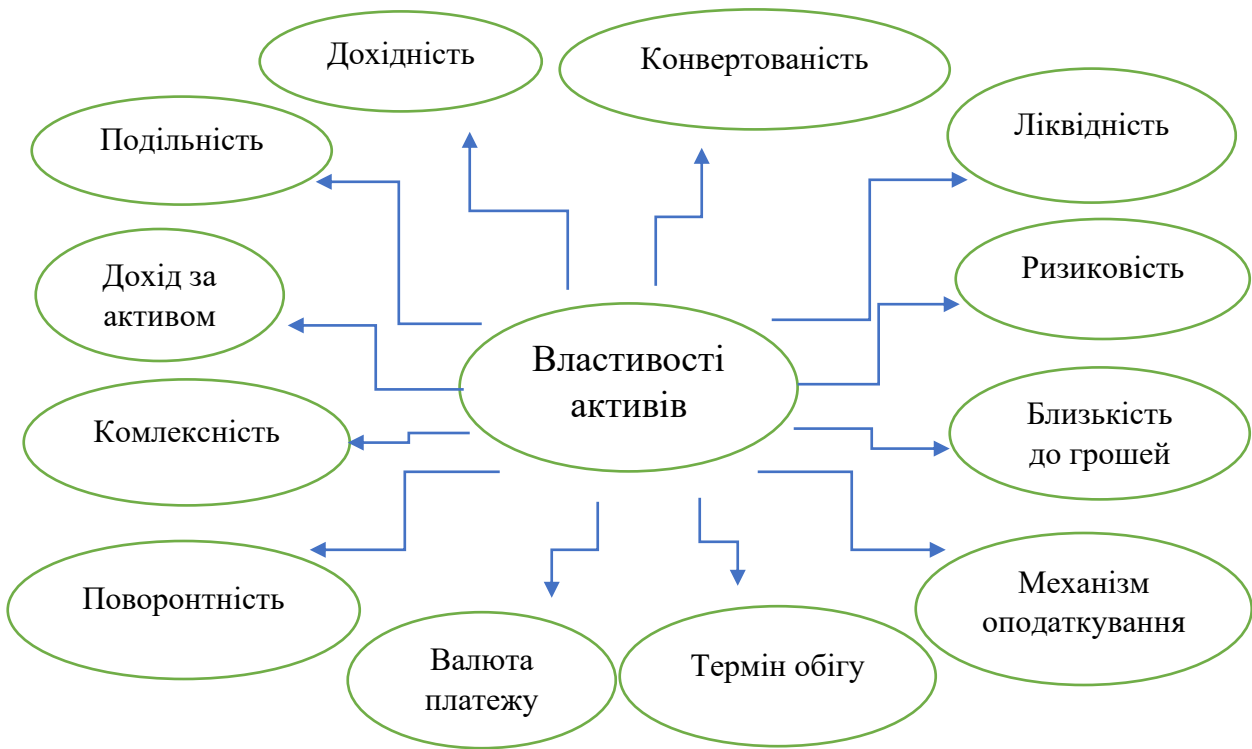 Дохідність
Конвертованість
Подільність
Ліквідність
Дохід за
активом
Ризиковість
Властивості
активів
Комлексність
Близькість
до грошей
Поворонтність
Механізм
оподаткування
Валюта
платежу
Термін обігу